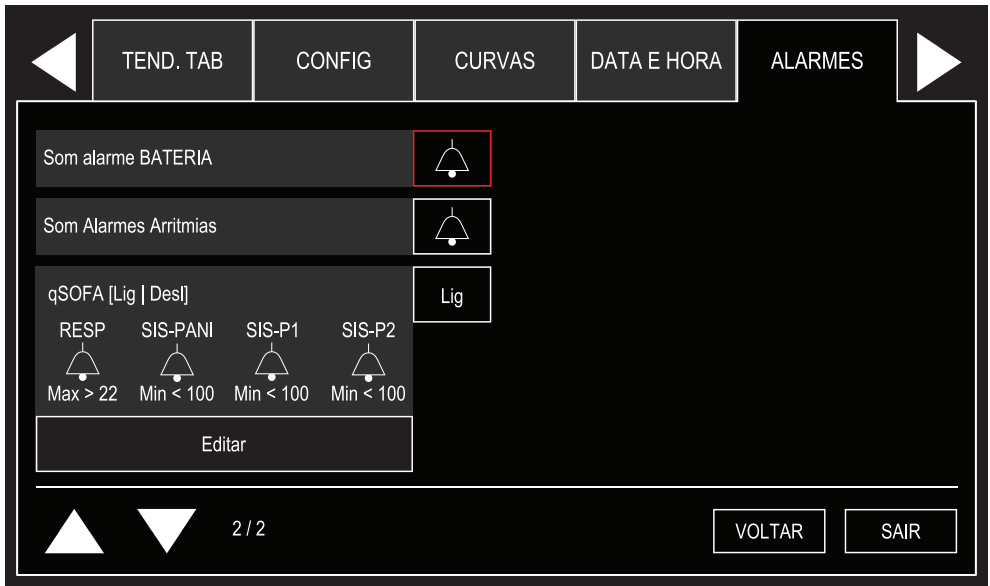 TEND. TAB CONFIG CURVAS DATA E HORA ALARMES
Som alarme BATERIA
Som Alarmes Arritmias
qSOFA [Lig | Desl] Lig
RESP SIS-PANI SIS-P1 SIS-P2
Max > 22 Min < 100 Min < 100 Min < 100
Editar
2 / 2 VOLTAR SAIR